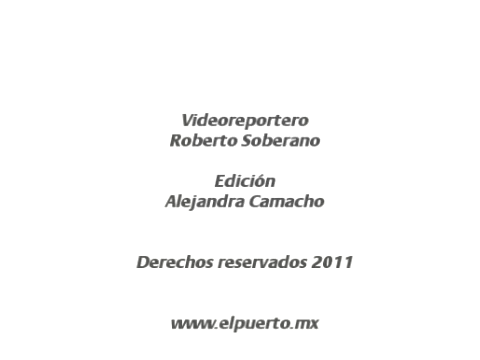 Videoreportero
Roberto Soberano
Edición
Alejandra Camacho
Derechos reservados 2011
www.elpuerto.mx